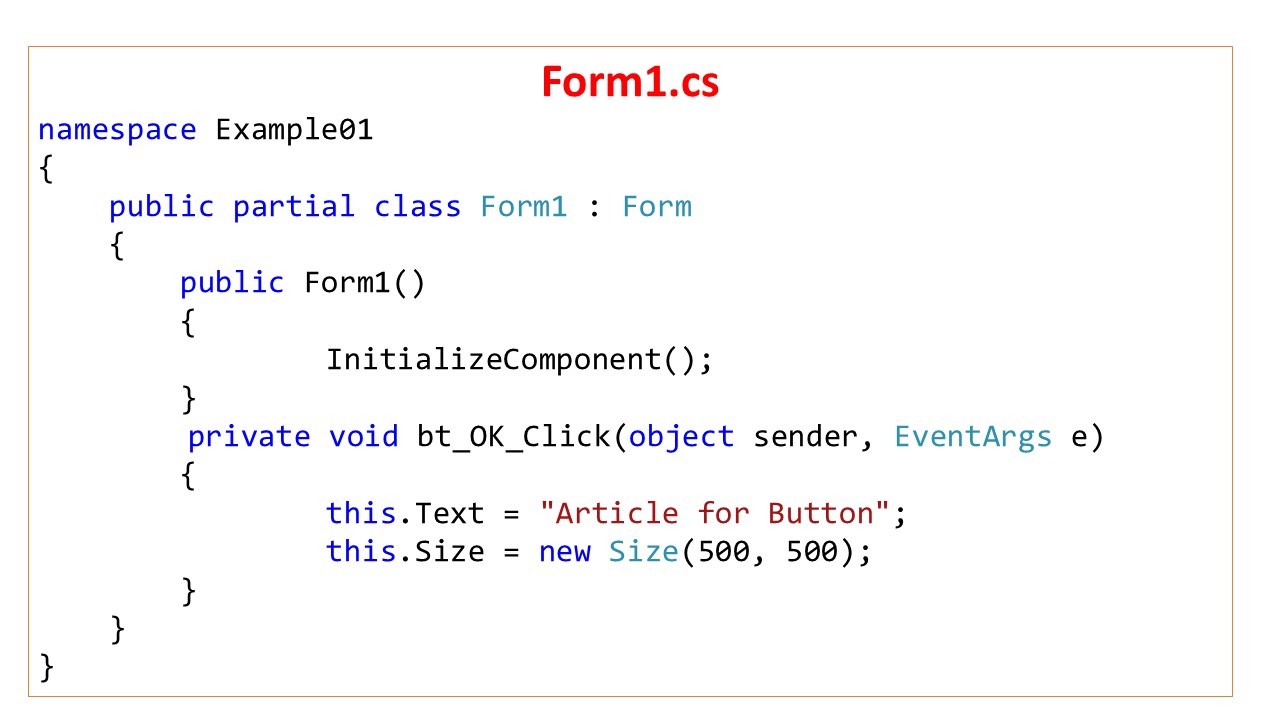 Form1.cs
namespace Example01
{
public partial class Form1 : Form
{
public Form1()
{
InitializeComponent();
}
private void bt_OK_Click(object sender, EventArgs e)
{
this.Text = "Article for Button";
this.Size = new Size(500, 500);
}
}
}